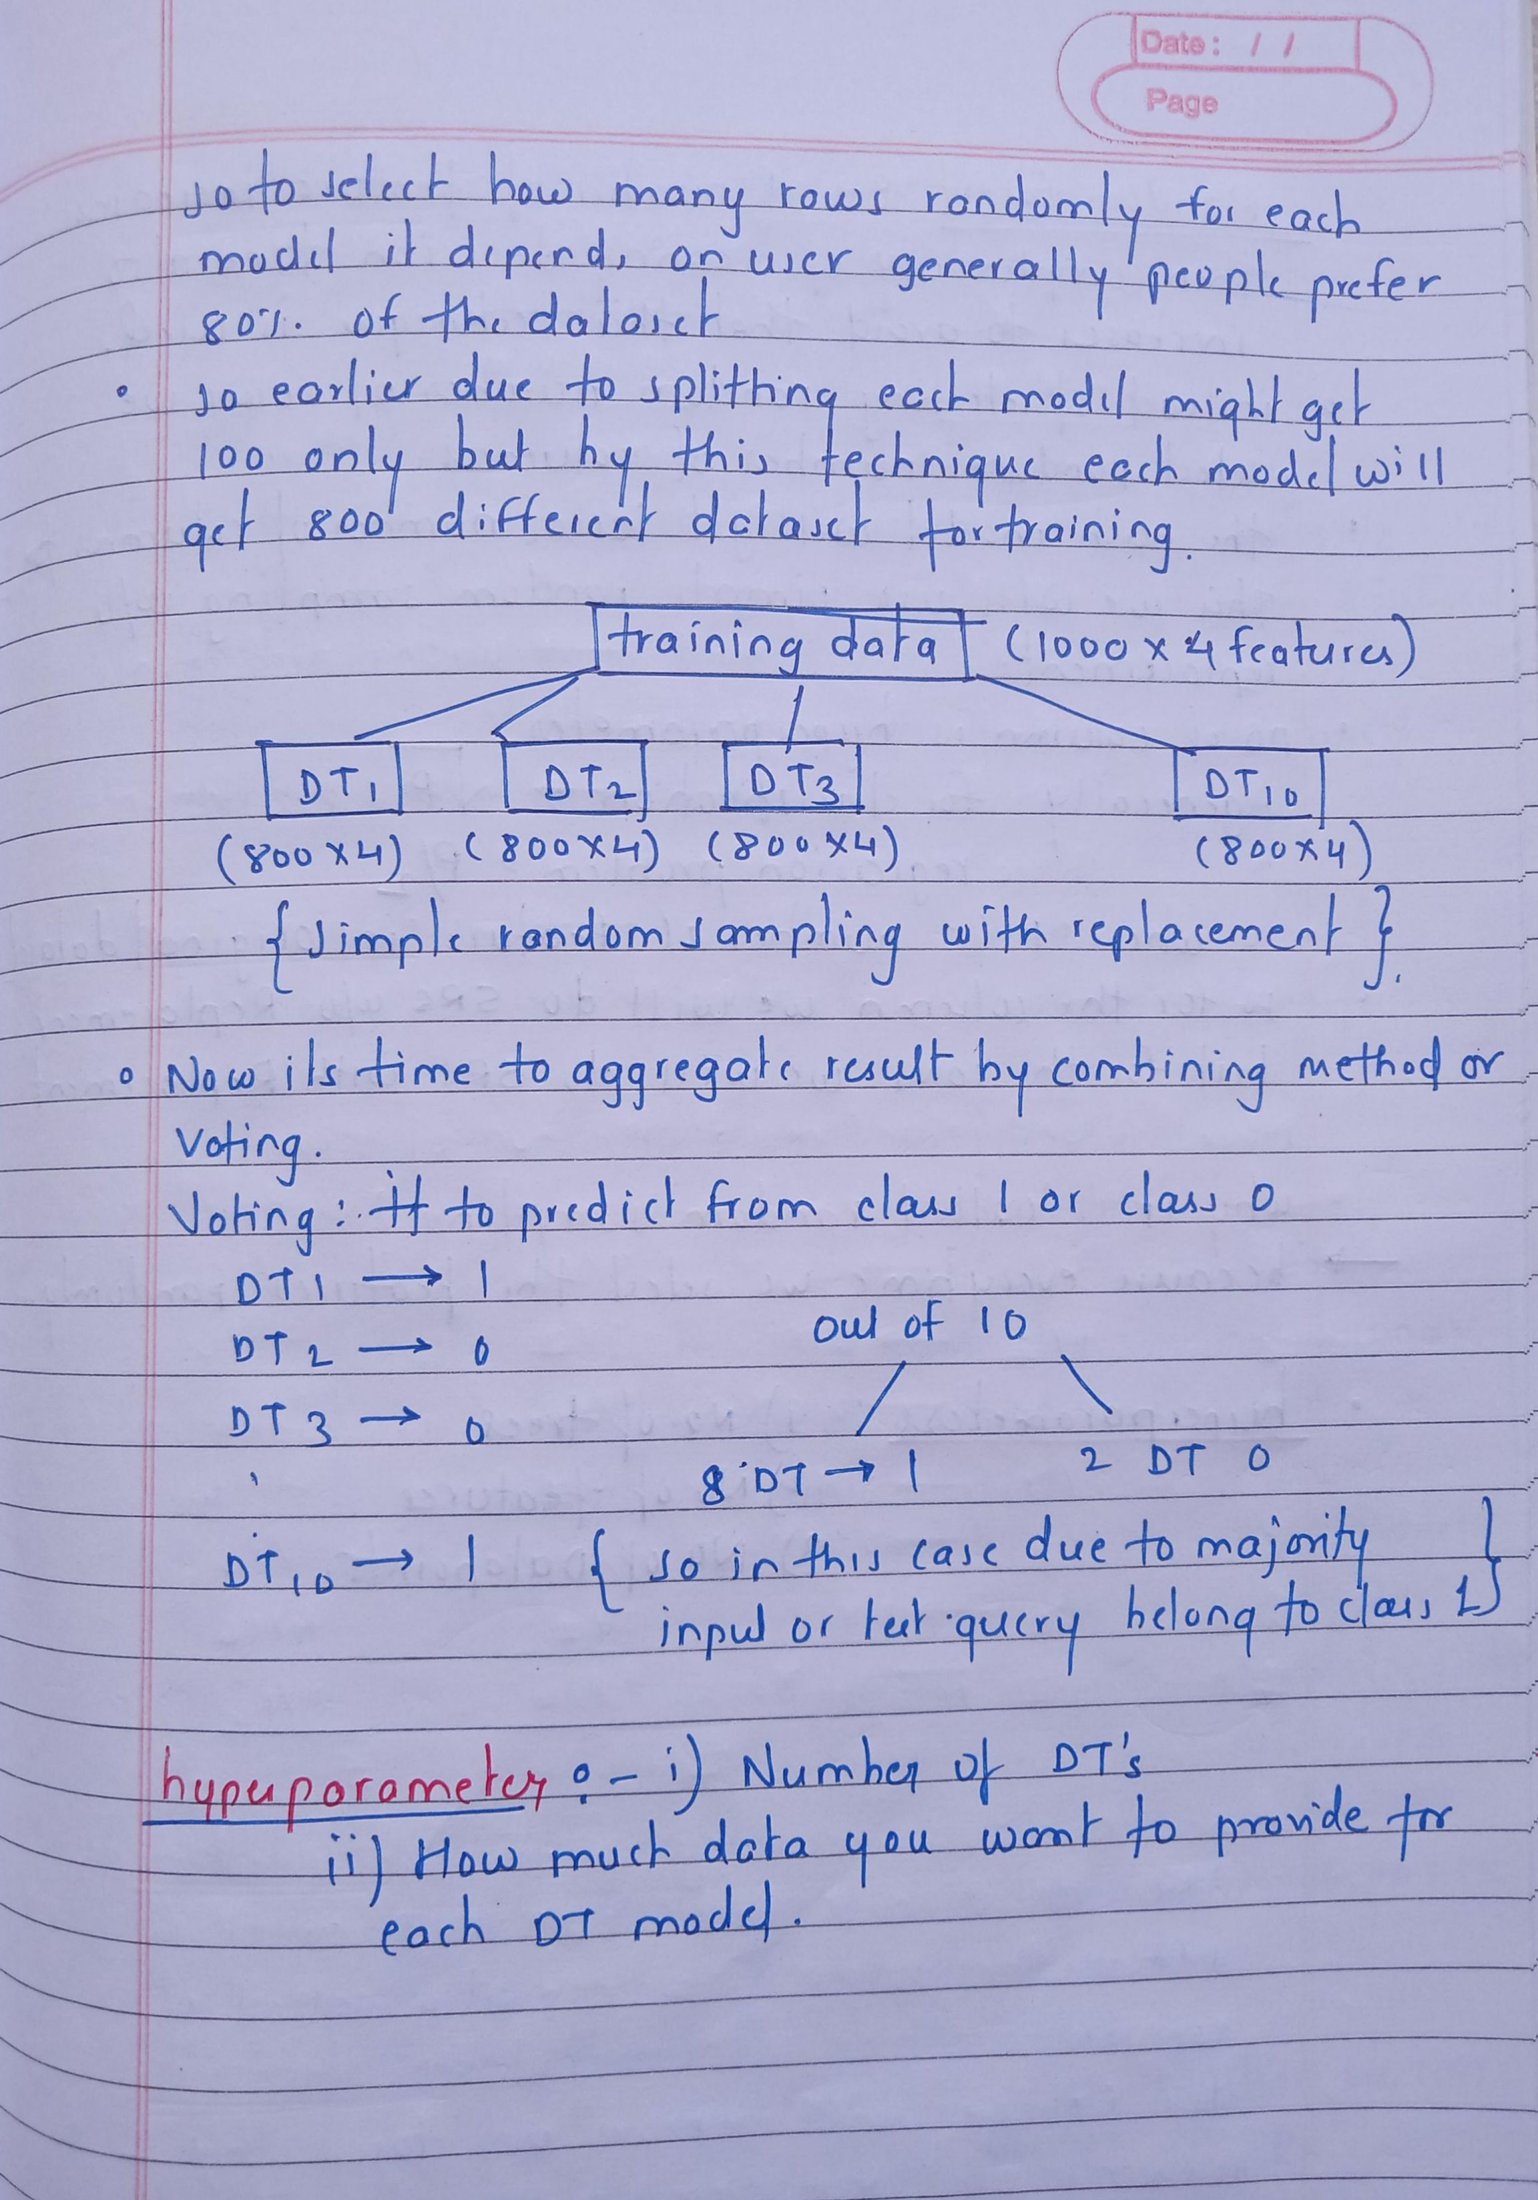 Date: / /
Page
so to select how many rows randomly for each
model it depends on user generally people prefer
80%. of the dataset
• so earlier due to splitting each model might get
100 only but by this technique each model will
get 800 different dataset for training.
training data (1000 x 4 features)
DT1 DT2 DT3 DT10
(800x4) (800x4) (800x4) (800x4)
{simple random sampling with replacement}.
• Now its time to aggregate result by combining method or
Voting.
Voting: It to predict from class 1 or class 0
DT1 → 1
out of 10
DT2 → 0
DT3 → 0
8 DT → 1 2 DT 0
DT10 → 1 { so in this case due to majority
input or test query belong to class 1}
hyperparameter :- i) Number of DT's
ii) How much data you want to provide for
each DT model.